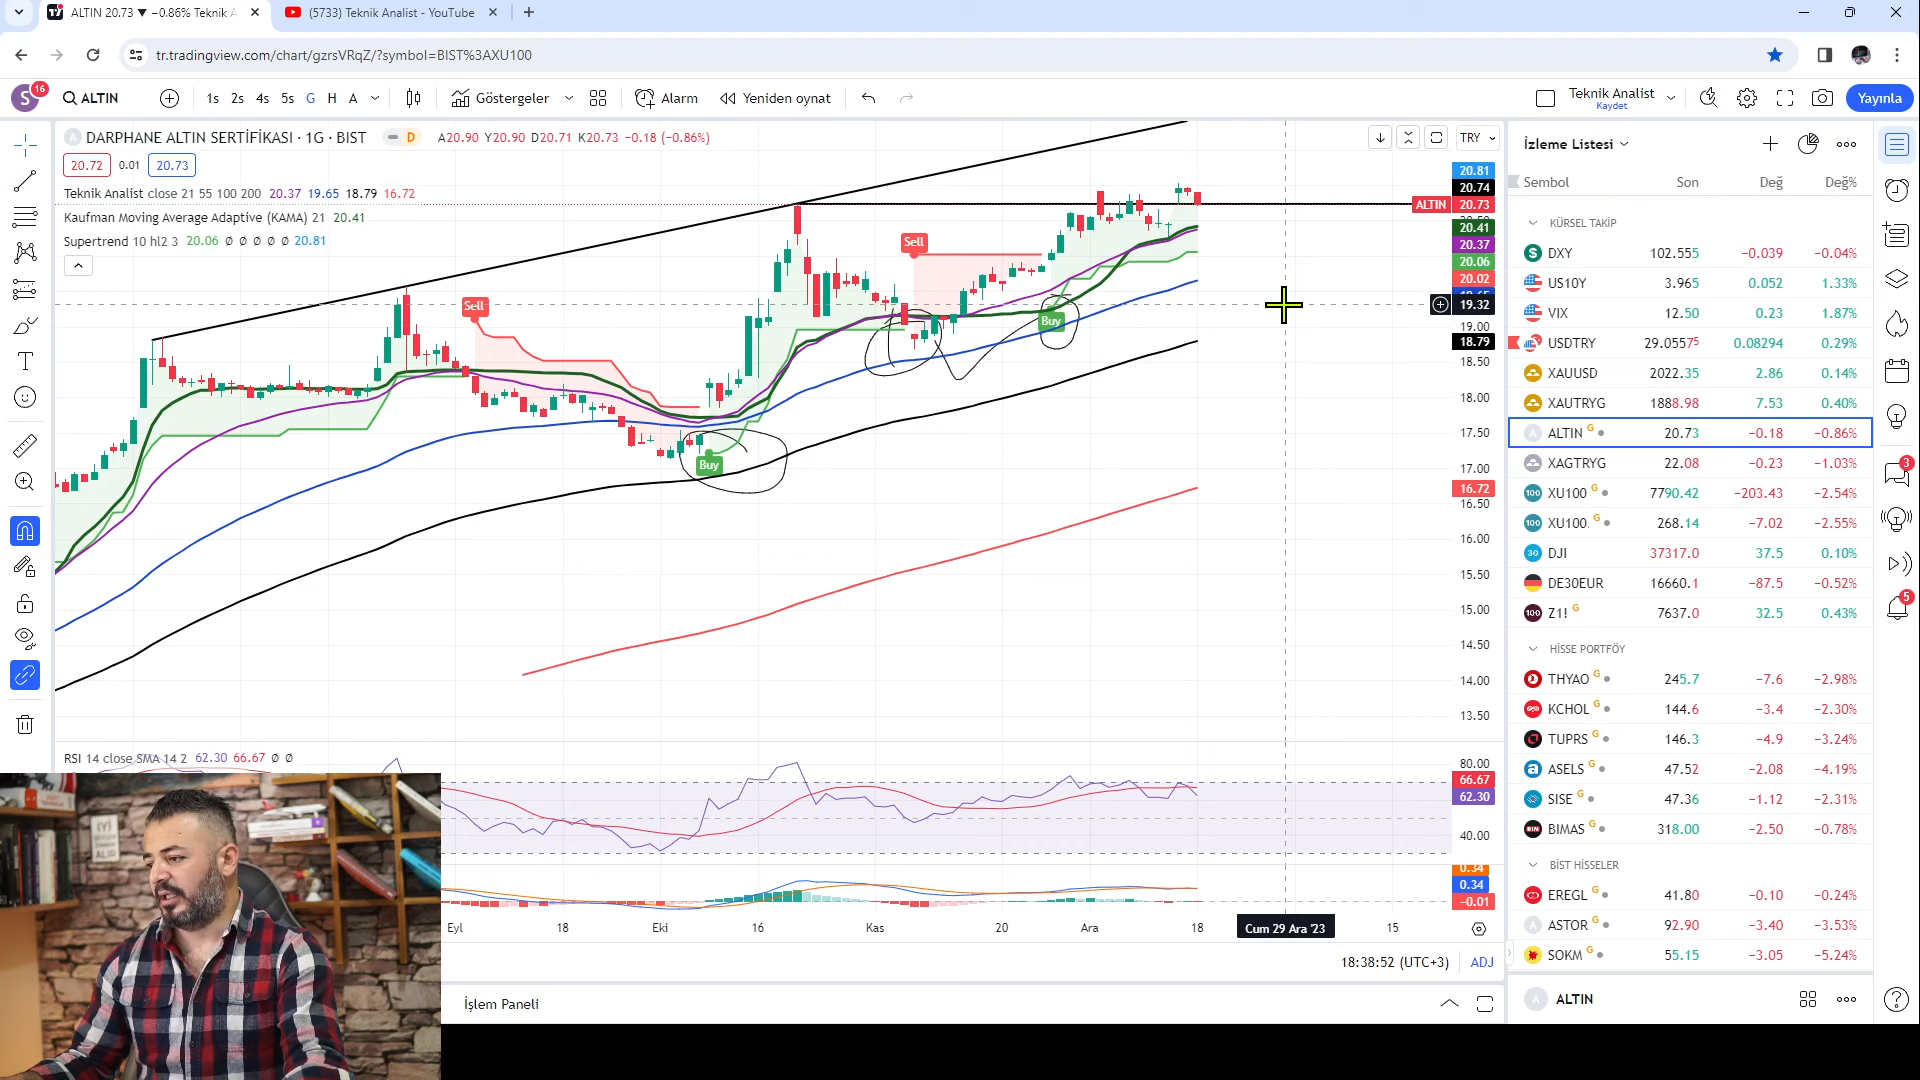 ALTIN 20.73 ▼ −0.86% Teknik A
(5733) Teknik Analist - YouTube
tr.tradingview.com/chart/gzrsVRqZ/?symbol=BIST%3AXU100
S 16 ALTIN 1s 2s 4s 5s G H A Göstergeler Alarm Yeniden oynat Teknik Analist Kaydet Yayınla
DARPHANE ALTIN SERTİFİKASI · 1G · BIST D A20.90 Y20.90 D20.71 K20.73 −0.18 (−0.86%) TRY
20.72 0.01 20.73
Teknik Analist close 21 55 100 200 20.37 19.65 18.79 16.72
Kaufman Moving Average Adaptive (KAMA) 21 20.41
Supertrend 10 hl2 3 20.06 ∅ ∅ ∅ ∅ ∅ 20.81
Sell
Sell
Buy
Buy
20.81
20.74
ALTIN 20.73
20.41
20.37
20.06
20.02
19.32
19.00
18.79
18.50
18.00
17.50
17.00
16.72
16.50
16.00
15.50
15.00
14.50
14.00
13.50
RSI 14 close SMA 14 2 62.30 66.67 ∅ ∅
80.00
66.67
62.30
40.00
0.34
0.34
−0.01
Eyl 18 Eki 16 Kas 20 Ara 18 Cum 29 Ara '23 15
18:38:52 (UTC+3) ADJ
İşlem Paneli
İzleme Listesi
Sembol Son Değ Değ%
KÜRSEL TAKİP
DXY 102.555 −0.039 −0.04%
US10Y 3.965 0.052 1.33%
VIX 12.50 0.23 1.87%
USDTRY 29.05575 0.08294 0.29%
XAUUSD 2022.35 2.86 0.14%
XAUTRYG 1888.98 7.53 0.40%
ALTIN G 20.73 −0.18 −0.86%
XAGTRYG 22.08 −0.23 −1.03%
100 XU100 G 7790.42 −203.43 −2.54%
100 XU100. G 268.14 −7.02 −2.55%
30 DJI 37317.0 37.5 0.10%
DE30EUR 16660.1 −87.5 −0.52%
100 Z1! G 7637.0 32.5 0.43%
HİSSE PORTFÖY
THYAO G 245.7 −7.6 −2.98%
KCHOL G 144.6 −3.4 −2.30%
TUPRS G 146.3 −4.9 −3.24%
ASELS G 47.52 −2.08 −4.19%
SISE G 47.36 −1.12 −2.31%
BIMAS G 318.00 −2.50 −0.78%
BİST HİSSELER
EREGL G 41.80 −0.10 −0.24%
ASTOR G 92.90 −3.40 −3.53%
SOKM G 55.15 −3.05 −5.24%
A ALTIN
3
5